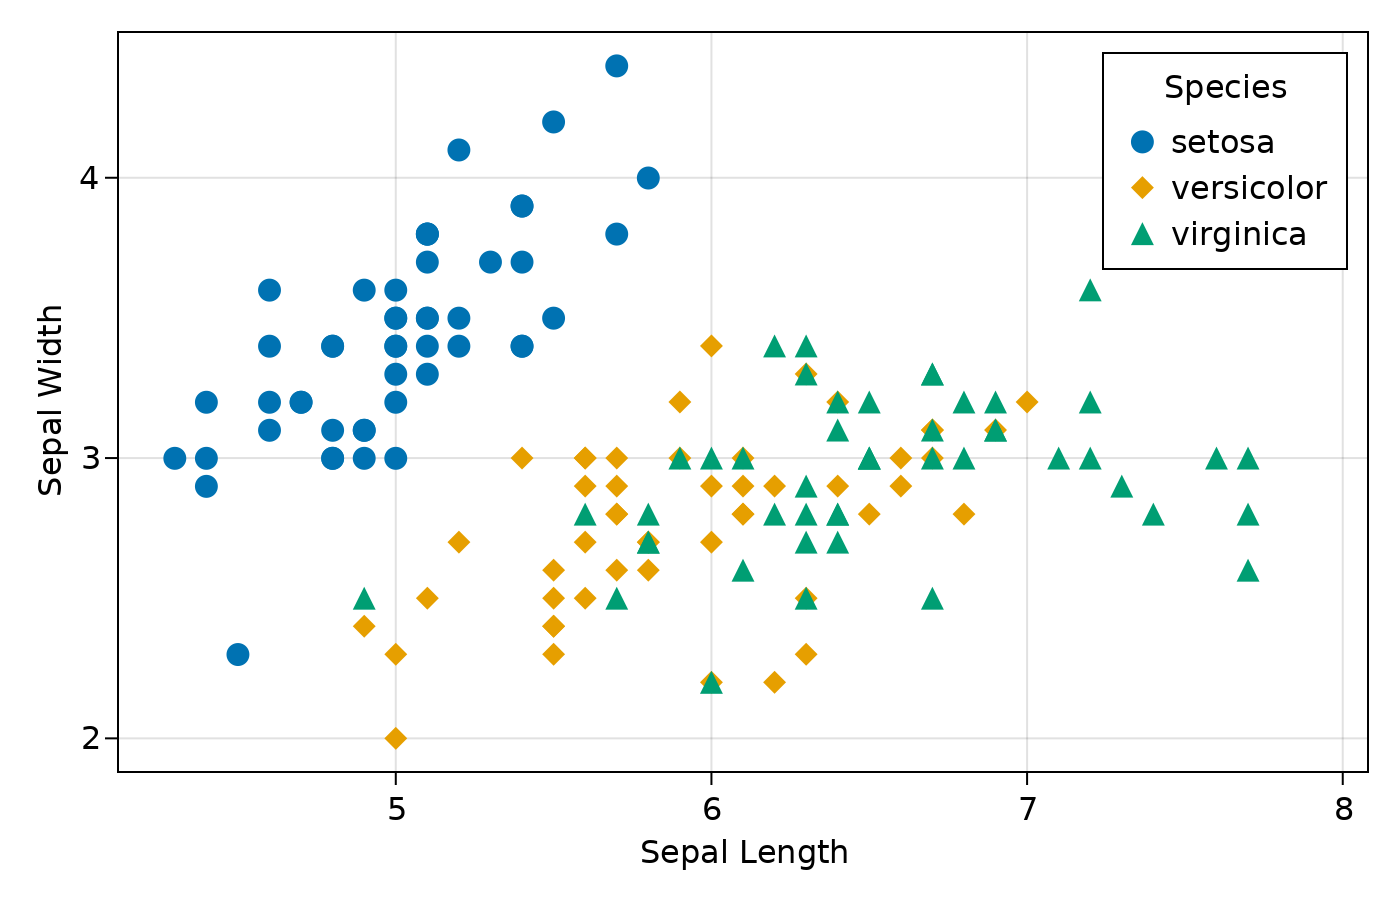 Species
setosa
versicolor
virginica
4
3
2
Sepal Width
5 6 7 8
Sepal Length